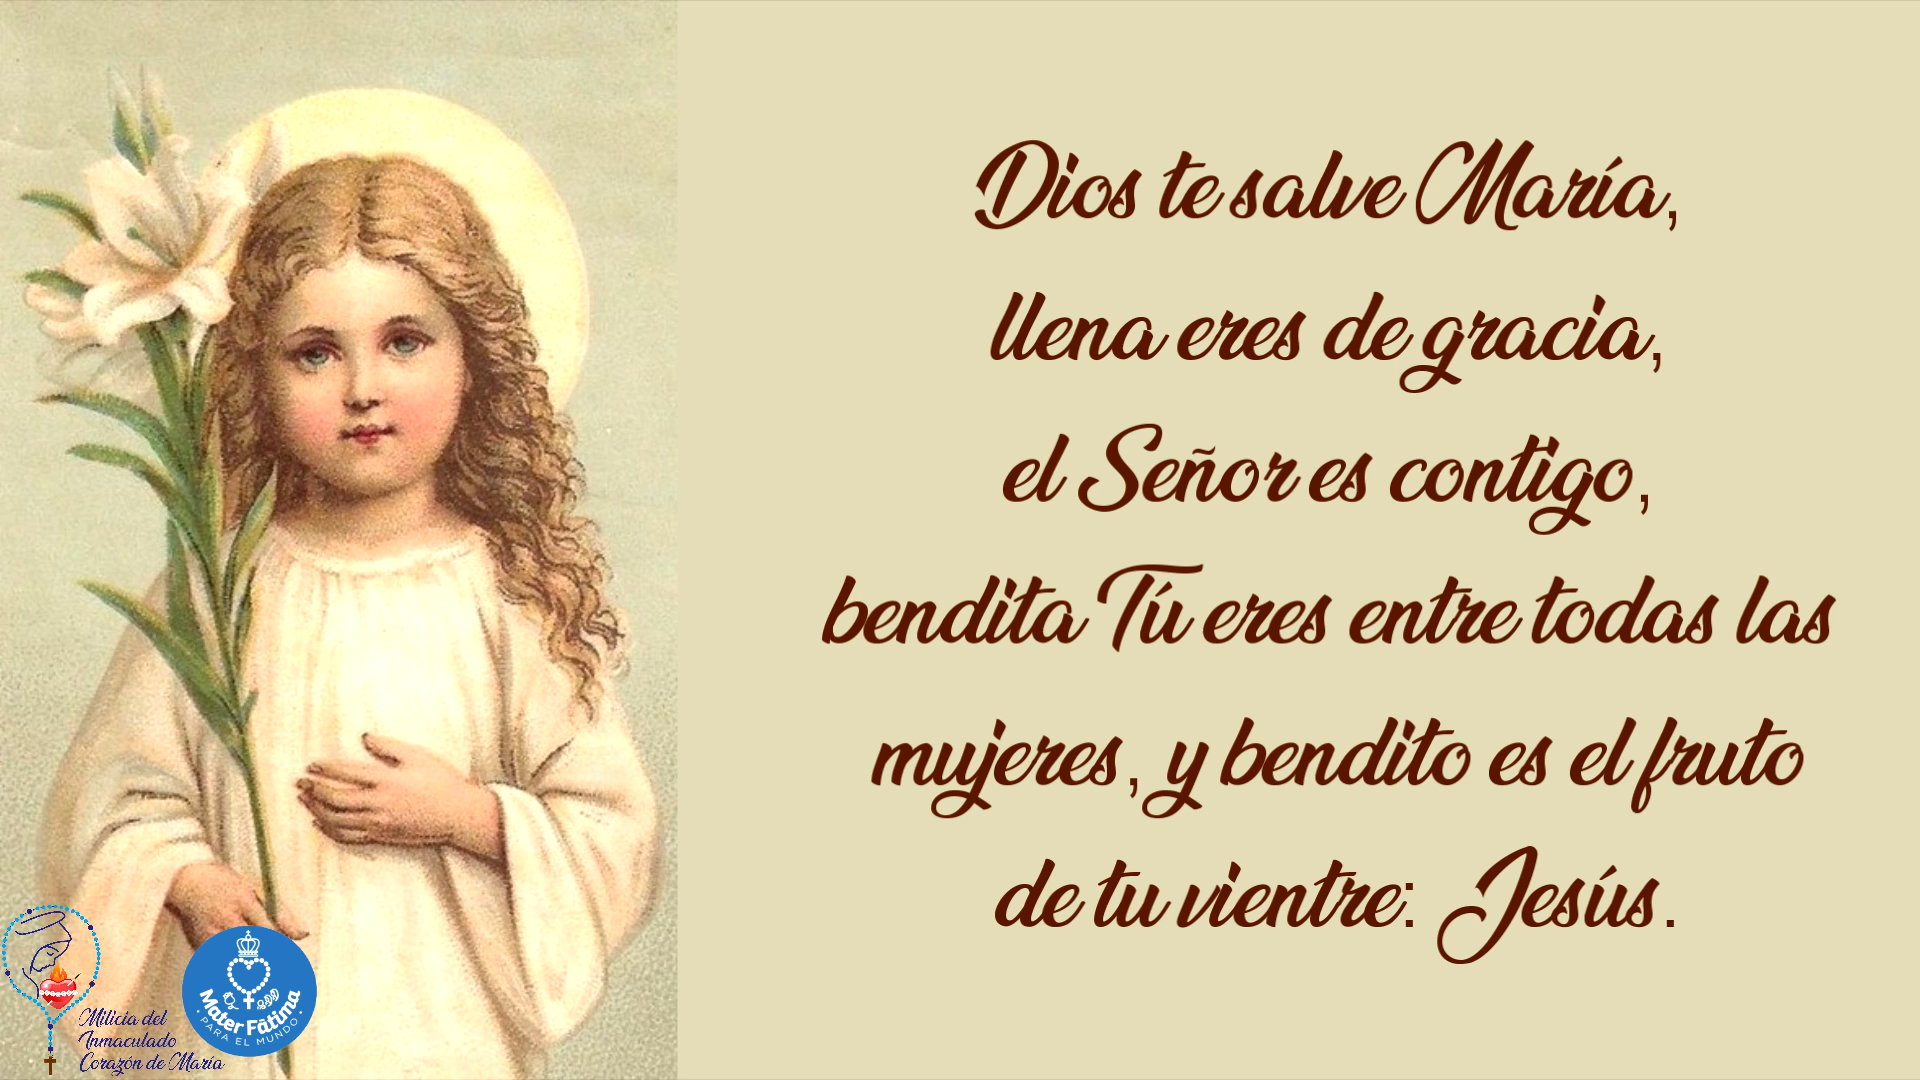 Dios te salve María,
llena eres de gracia,
el Señor es contigo,
bendita Tú eres entre todas las
mujeres, y bendito es el fruto
de tu vientre: Jesús.
Milicia del
Inmaculado
Corazón de María
Mater Fátima
· PARA EL MUNDO ·